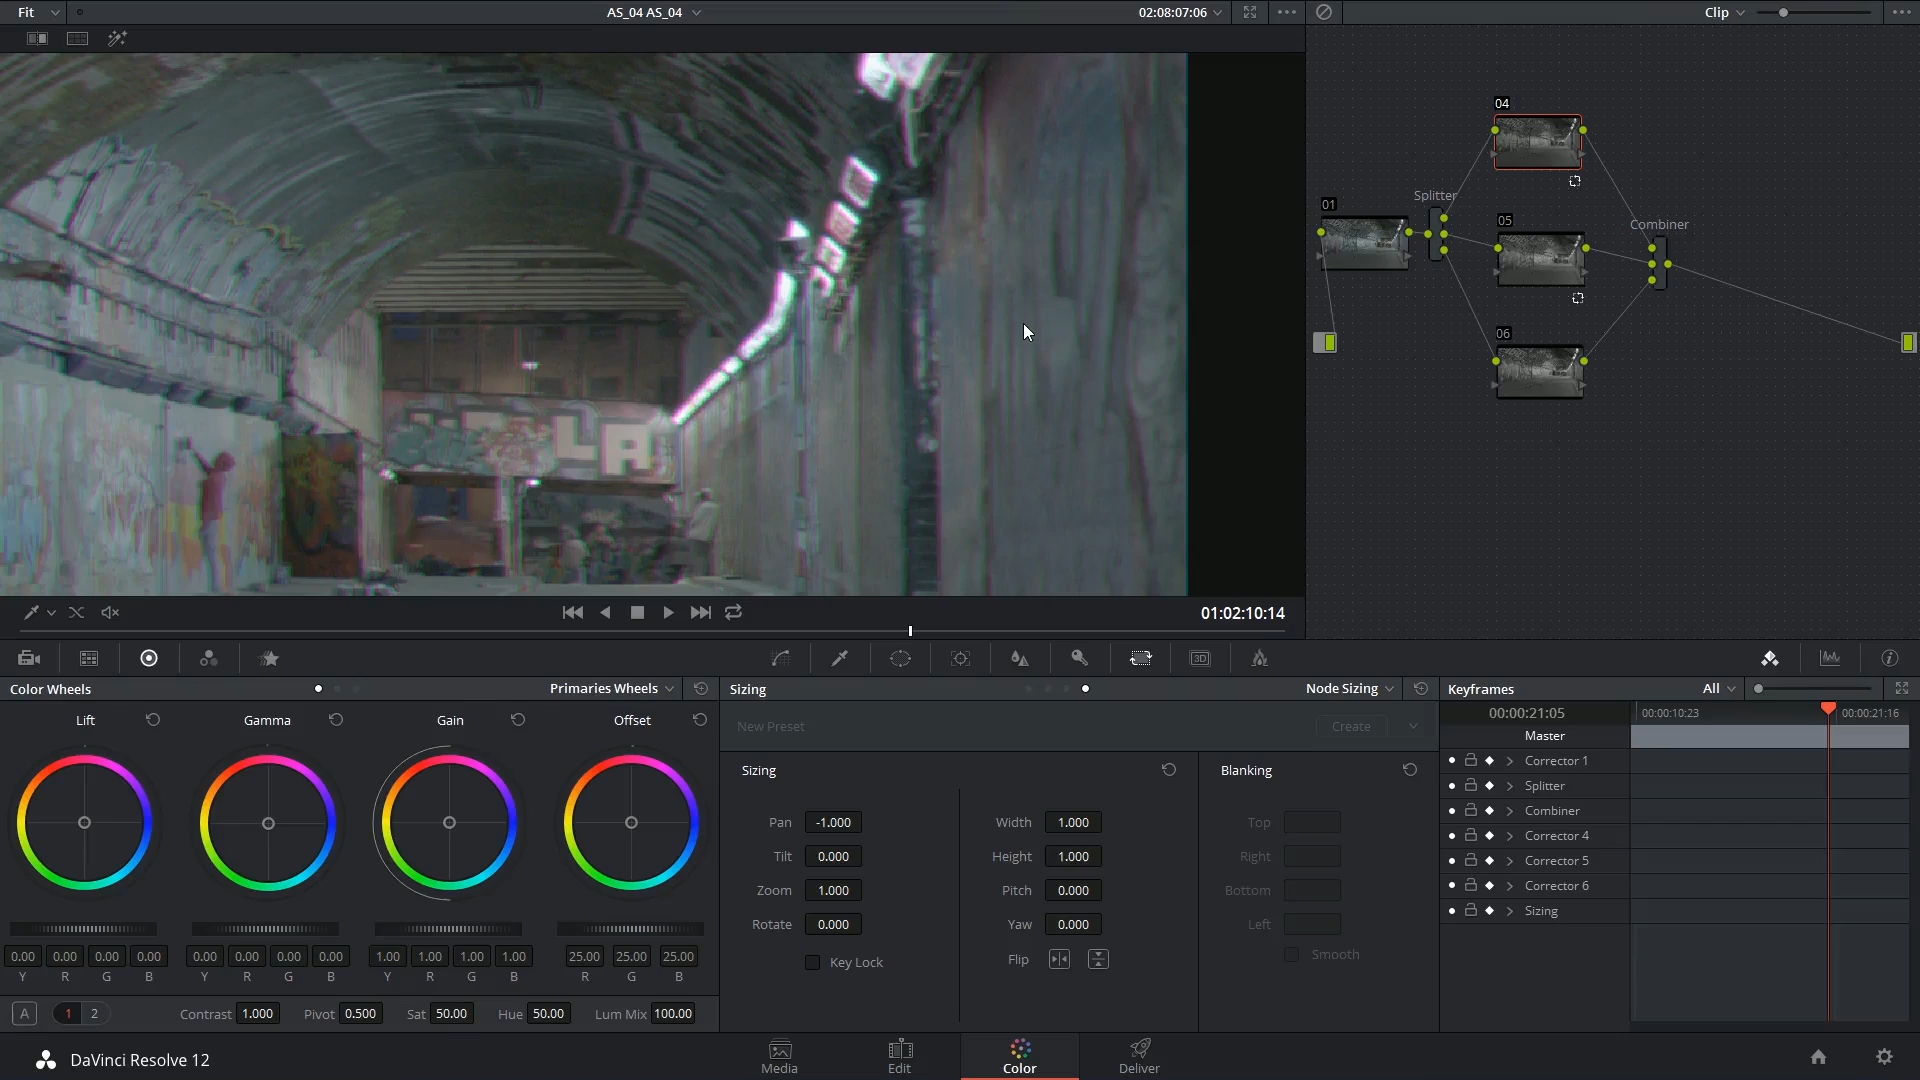 Fit
AS_04 AS_04
02:08:07:06
Clip
LA
04
Splitter
01
05
Combiner
06
01:02:10:14
3D
Color Wheels
Primaries Wheels
Sizing
Node Sizing
Keyframes
All
Lift
Gamma
Gain
Offset
New Preset
Create
00:00:21:05
00:00:10:23
00:00:21:16
Master
Sizing
Blanking
Corrector 1
Splitter
Combiner
Corrector 4
Corrector 5
Corrector 6
Sizing
Pan -1.000
Width 1.000
Top
Tilt 0.000
Height 1.000
Right
Zoom 1.000
Pitch 0.000
Bottom
Rotate 0.000
Yaw 0.000
Left
Key Lock
Flip
Smooth
0.00 0.00 0.00 0.00
Y R G B
0.00 0.00 0.00 0.00
Y R G B
1.00 1.00 1.00 1.00
Y R G B
25.00 25.00 25.00
R G B
A
1 2
Contrast 1.000
Pivot 0.500
Sat 50.00
Hue 50.00
Lum Mix 100.00
DaVinci Resolve 12
Media
Edit
Color
Deliver